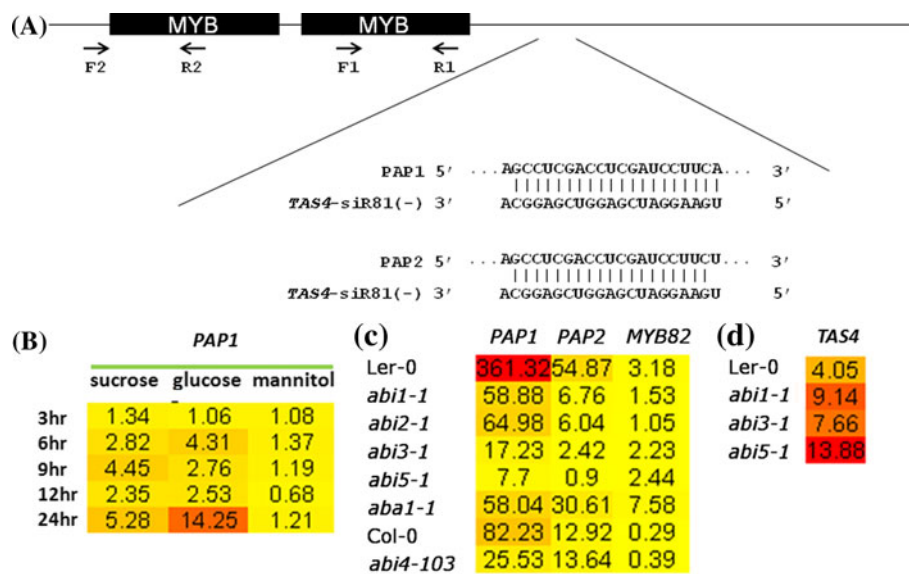 (A) MYB MYB
F2 R2 F1 R1
PAP1 5′ ...AGCCUCGACCUCGAUCCUUCA... 3′
TAS4-siR81(-) 3′ ACGGAGCUGGAGCUAGGAAGU 5′
PAP2 5′ ...AGCCUCGACCUCGAUCCUUCU... 3′
TAS4-siR81(-) 3′ ACGGAGCUGGAGCUAGGAAGU 5′
(B) PAP1
sucrose glucose mannitol
3hr 1.34 1.06 1.08
6hr 2.82 4.31 1.37
9hr 4.45 2.76 1.19
12hr 2.35 2.53 0.68
24hr 5.28 14.25 1.21
(c) PAP1 PAP2 MYB82
Ler-0 361.32 54.87 3.18
abi1-1 58.88 6.76 1.53
abi2-1 64.98 6.04 1.05
abi3-1 17.23 2.42 2.23
abi5-1 7.7 0.9 2.44
aba1-1 58.04 30.61 7.58
Col-0 82.23 12.92 0.29
abi4-103 25.53 13.64 0.39
(d) TAS4
Ler-0 4.05
abi1-1 9.14
abi3-1 7.66
abi5-1 13.88